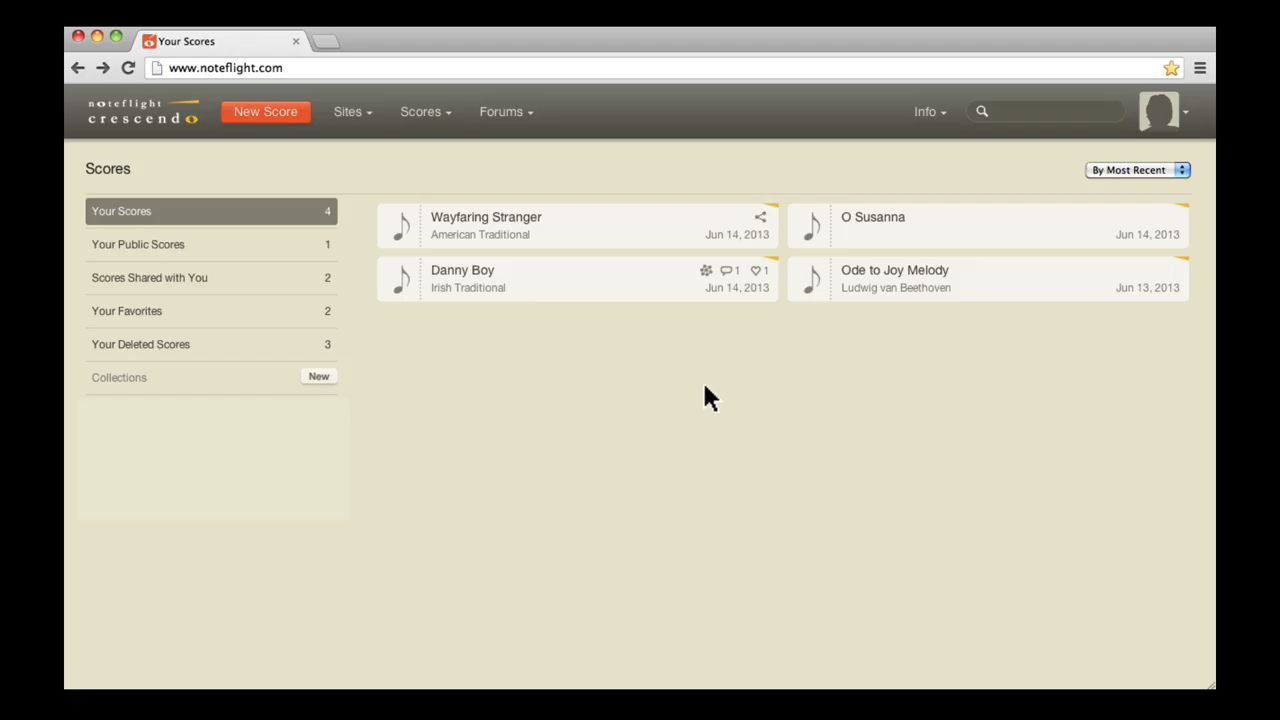 Your Scores
www.noteflight.com
noteflight
crescendo
New Score
Sites
Scores
Forums
Info
Scores
By Most Recent
Your Scores 4
Your Public Scores 1
Scores Shared with You 2
Your Favorites 2
Your Deleted Scores 3
Collections New
Wayfaring Stranger
American Traditional Jun 14, 2013
O Susanna
Jun 14, 2013
Danny Boy 1 1
Irish Traditional Jun 14, 2013
Ode to Joy Melody
Ludwig van Beethoven Jun 13, 2013